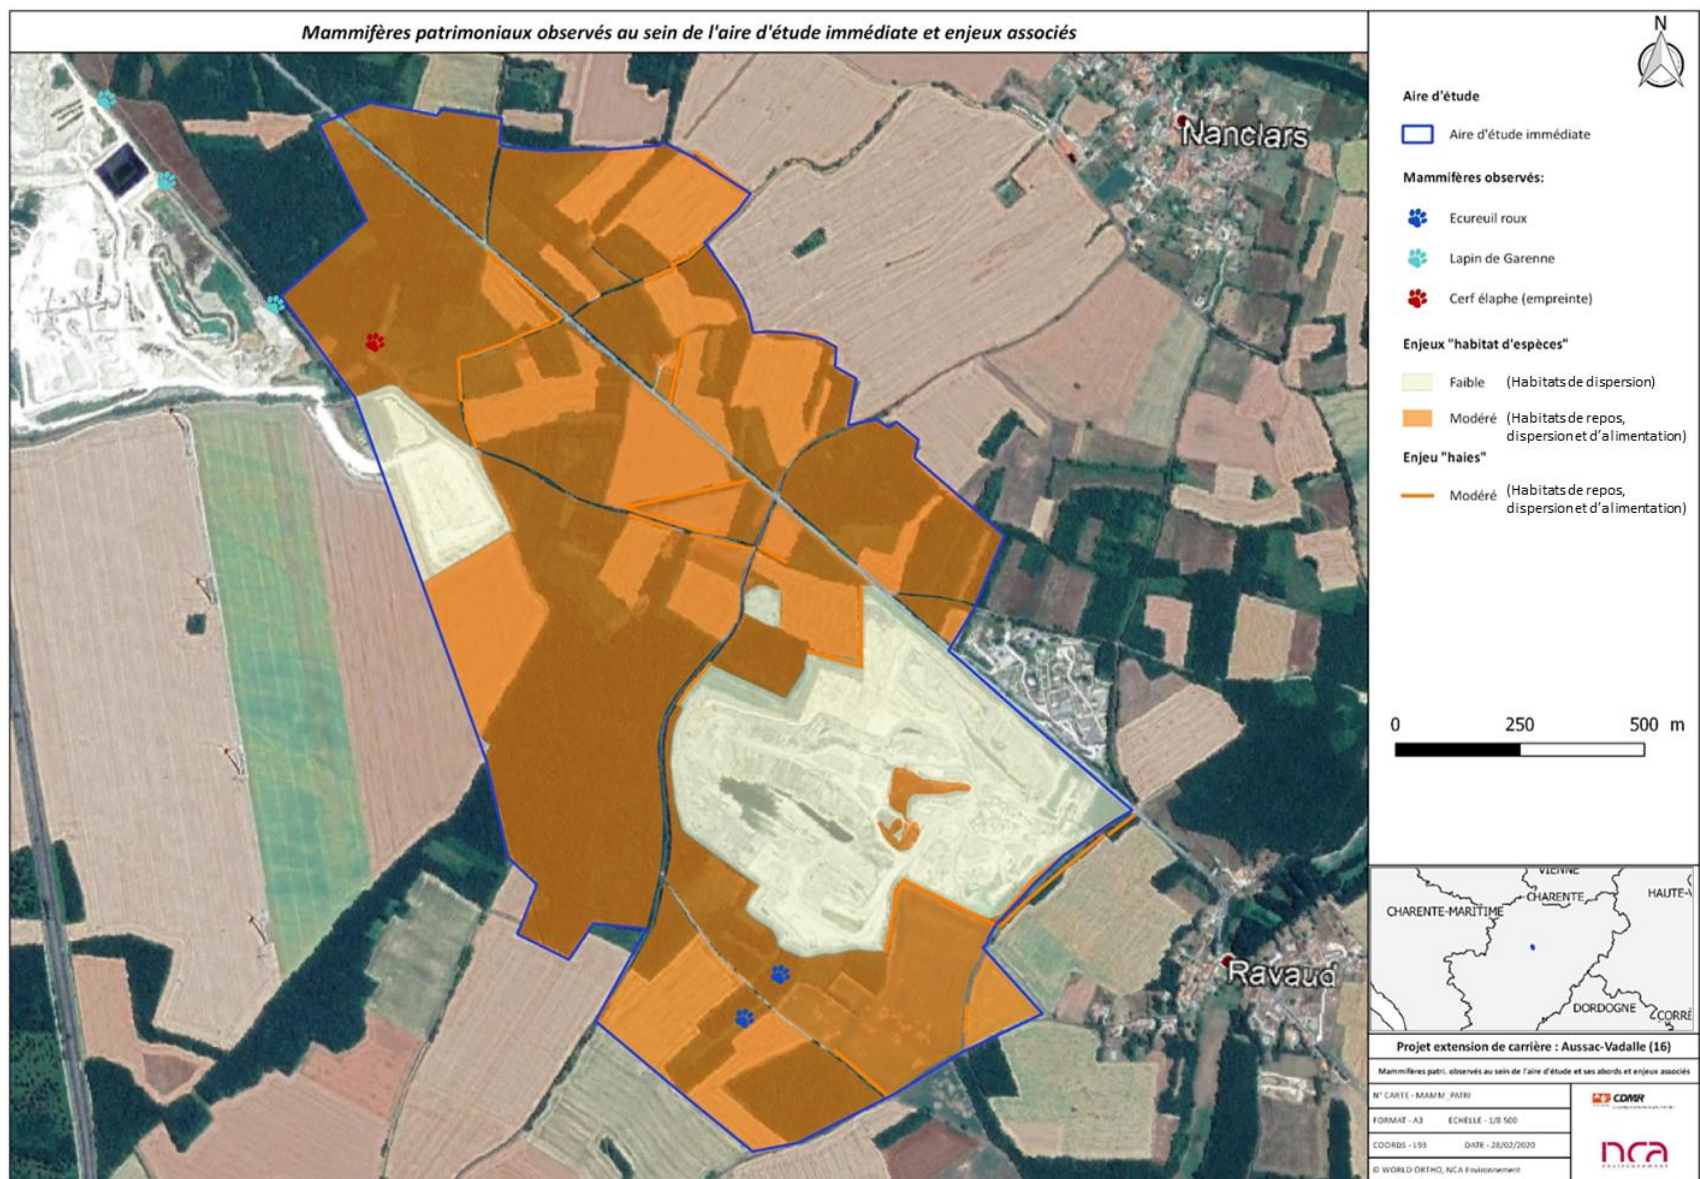 Mammifères patrimoniaux observés au sein de l'aire d'étude immédiate et enjeux associés
Nanclars
Ravaud
N
Aire d'étude
Aire d'étude immédiate
Mammifères observés:
Ecureuil roux
Lapin de Garenne
Cerf élaphe (empreinte)
Enjeux "habitat d'espèces"
Faible (Habitats de dispersion)
Modéré (Habitats de repos,
dispersion et d'alimentation)
Enjeu "haies"
Modéré (Habitats de repos,
dispersion et d'alimentation)
0 250 500 m
VIENNE
CHARENTE
HAUTE-V
CHARENTE-MARITIME
DORDOGNE
CORRÈ
Projet extension de carrière : Aussac-Vadalle (16)
Mammifères patri. observés au sein de l'aire d'étude et ses abords et enjeux associés
N° CARTE - MAMM_PATRI
FORMAT - A3 ECHELLE - 1/8 500
COORDS - L93 DATE - 28/02/2020
© WORLD ORTHO, NCA Environnement
CDMR
nca
environnement